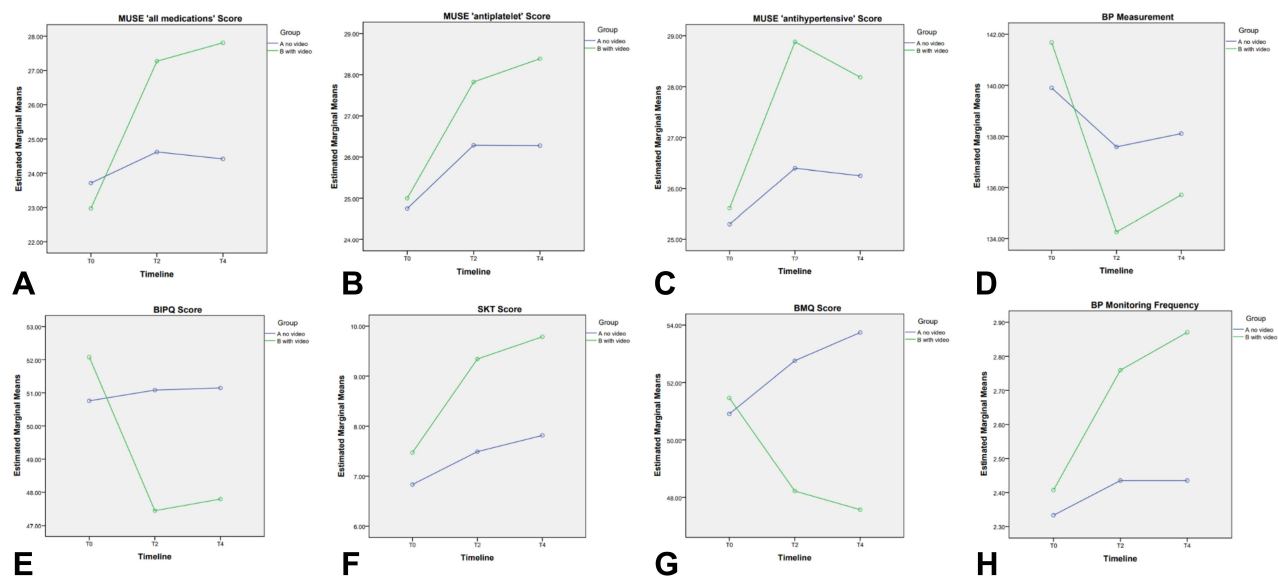 MUSE 'all medications' Score
Estimated Marginal Means
28.00
27.00
26.00
25.00
24.00
23.00
22.00
T0 T2 T4
Timeline
Group
A no video
B with video
A
MUSE 'antiplatelet' Score
Estimated Marginal Means
29.00
28.00
27.00
26.00
25.00
24.00
T0 T2 T4
Timeline
Group
A no video
B with video
B
MUSE 'antihypertensive' Score
Estimated Marginal Means
29.00
28.00
27.00
26.00
25.00
T0 T2 T4
Timeline
Group
A no video
B with video
C
BP Measurement
Estimated Marginal Means
142.00
140.00
138.00
136.00
134.00
T0 T2 T4
Timeline
Group
A no video
B with video
D
BIPQ Score
Estimated Marginal Means
53.00
52.00
51.00
50.00
49.00
48.00
47.00
T0 T2 T4
Timeline
Group
A no video
B with video
E
SKT Score
Estimated Marginal Means
10.00
9.00
8.00
7.00
6.00
T0 T2 T4
Timeline
Group
A no video
B with video
F
BMQ Score
Estimated Marginal Means
54.00
52.00
50.00
48.00
T0 T2 T4
Timeline
Group
A no video
B with video
G
BP Monitoring Frequency
Estimated Marginal Means
2.90
2.80
2.70
2.60
2.50
2.40
2.30
T0 T2 T4
Timeline
Group
A no video
B with video
H